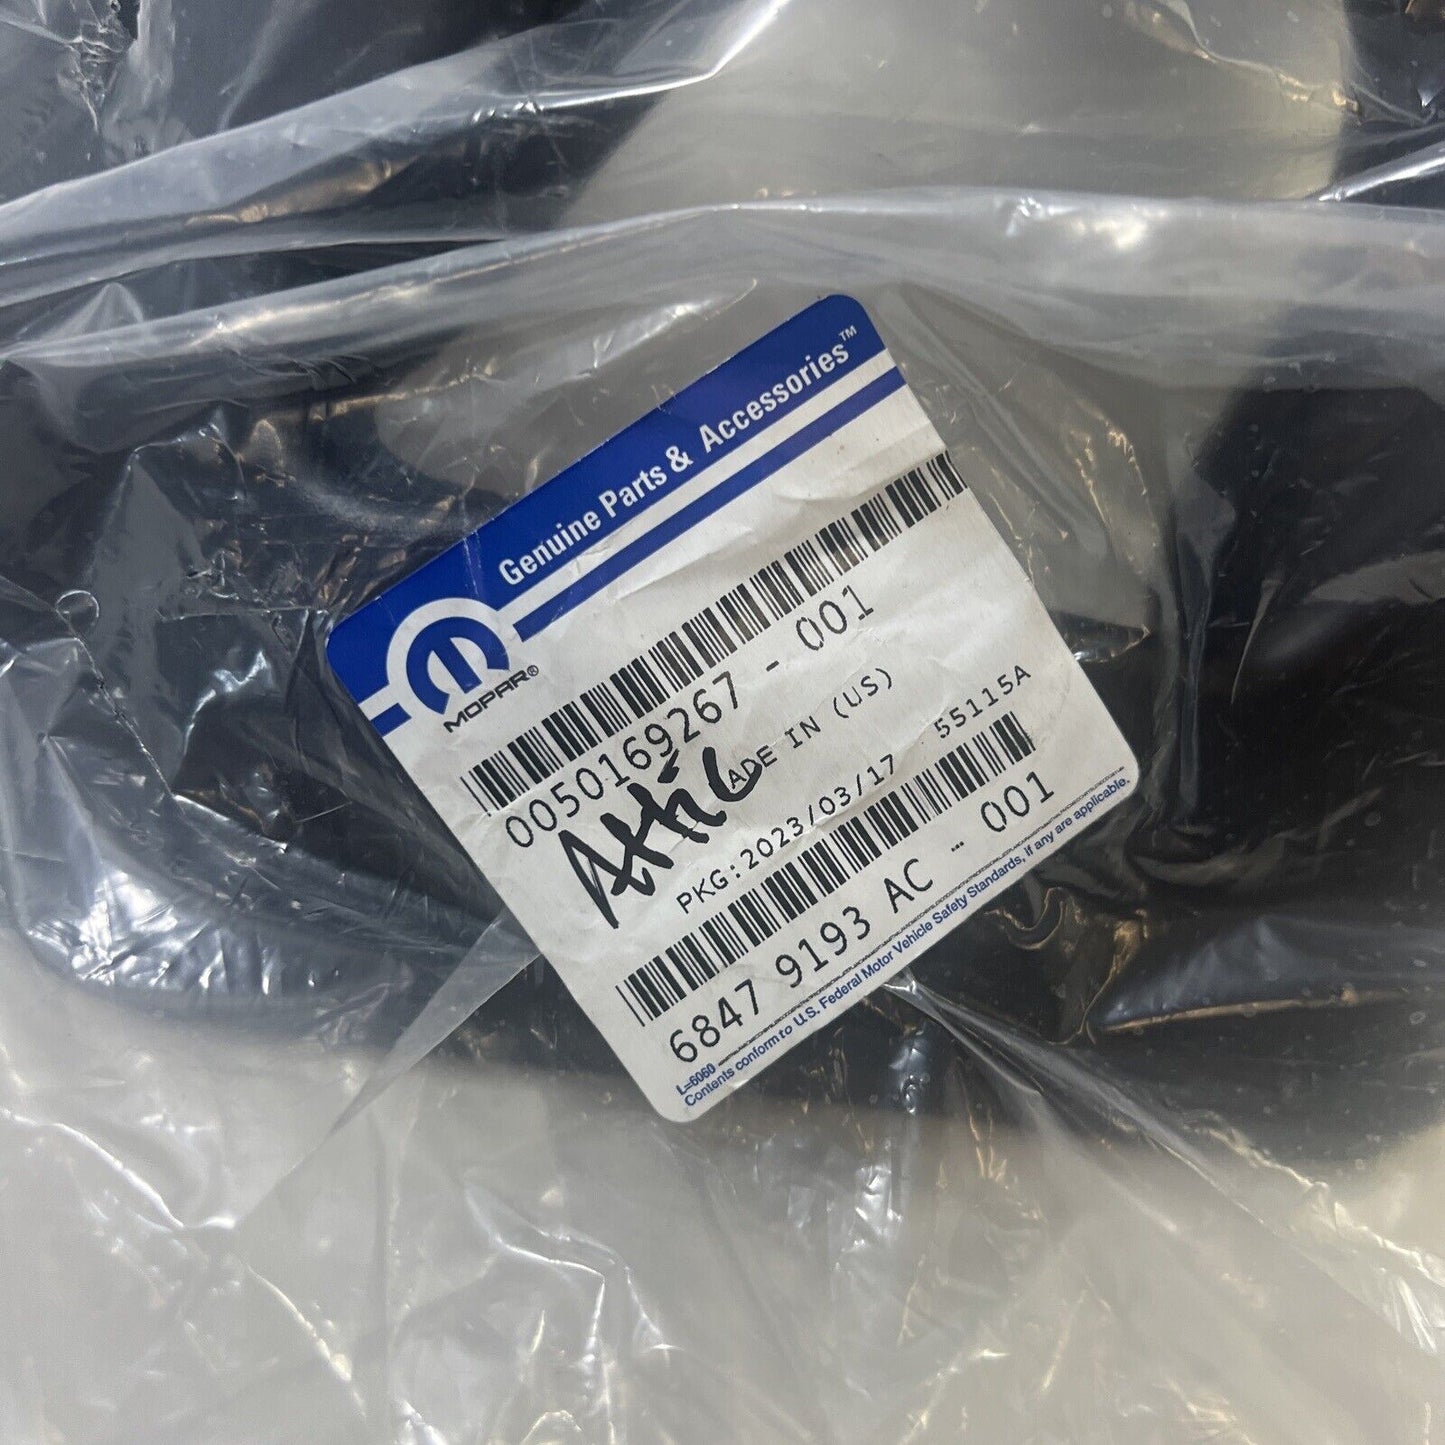 Genuine Parts & Accessories™
MOPAR®
0050169267 - 001
Attic
ADE IN (US)
PKG:2023/03/17 55115A
6847 9193 AC - 001
L=6060
Contents conform to U.S. Federal Motor Vehicle Safety Standards, if any are applicable.